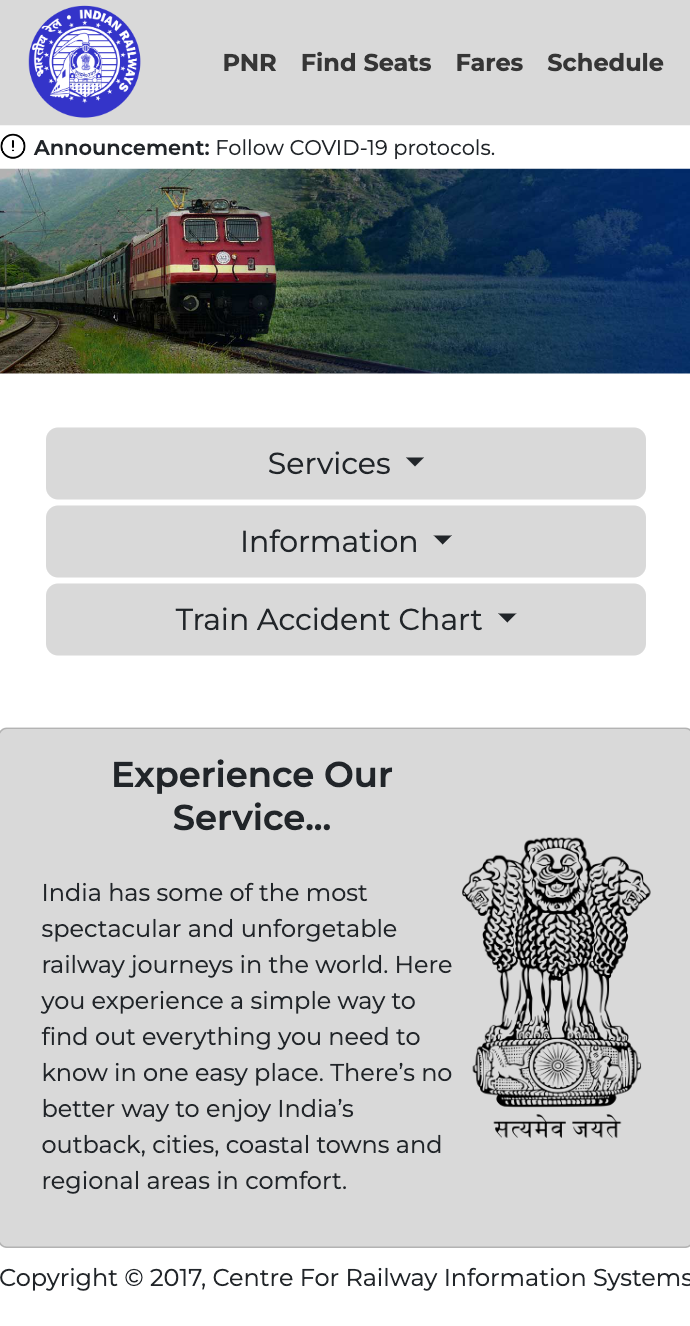 भारतीय रेल • INDIAN RAILWAYS
PNR Find Seats Fares Schedule
Announcement: Follow COVID-19 protocols.
Services
Information
Train Accident Chart
Experience Our
Service...
India has some of the most
spectacular and unforgetable
railway journeys in the world. Here
you experience a simple way to
find out everything you need to
know in one easy place. There’s no
better way to enjoy India’s
outback, cities, coastal towns and
regional areas in comfort.
सत्यमेव जयते
Copyright © 2017, Centre For Railway Information Systems